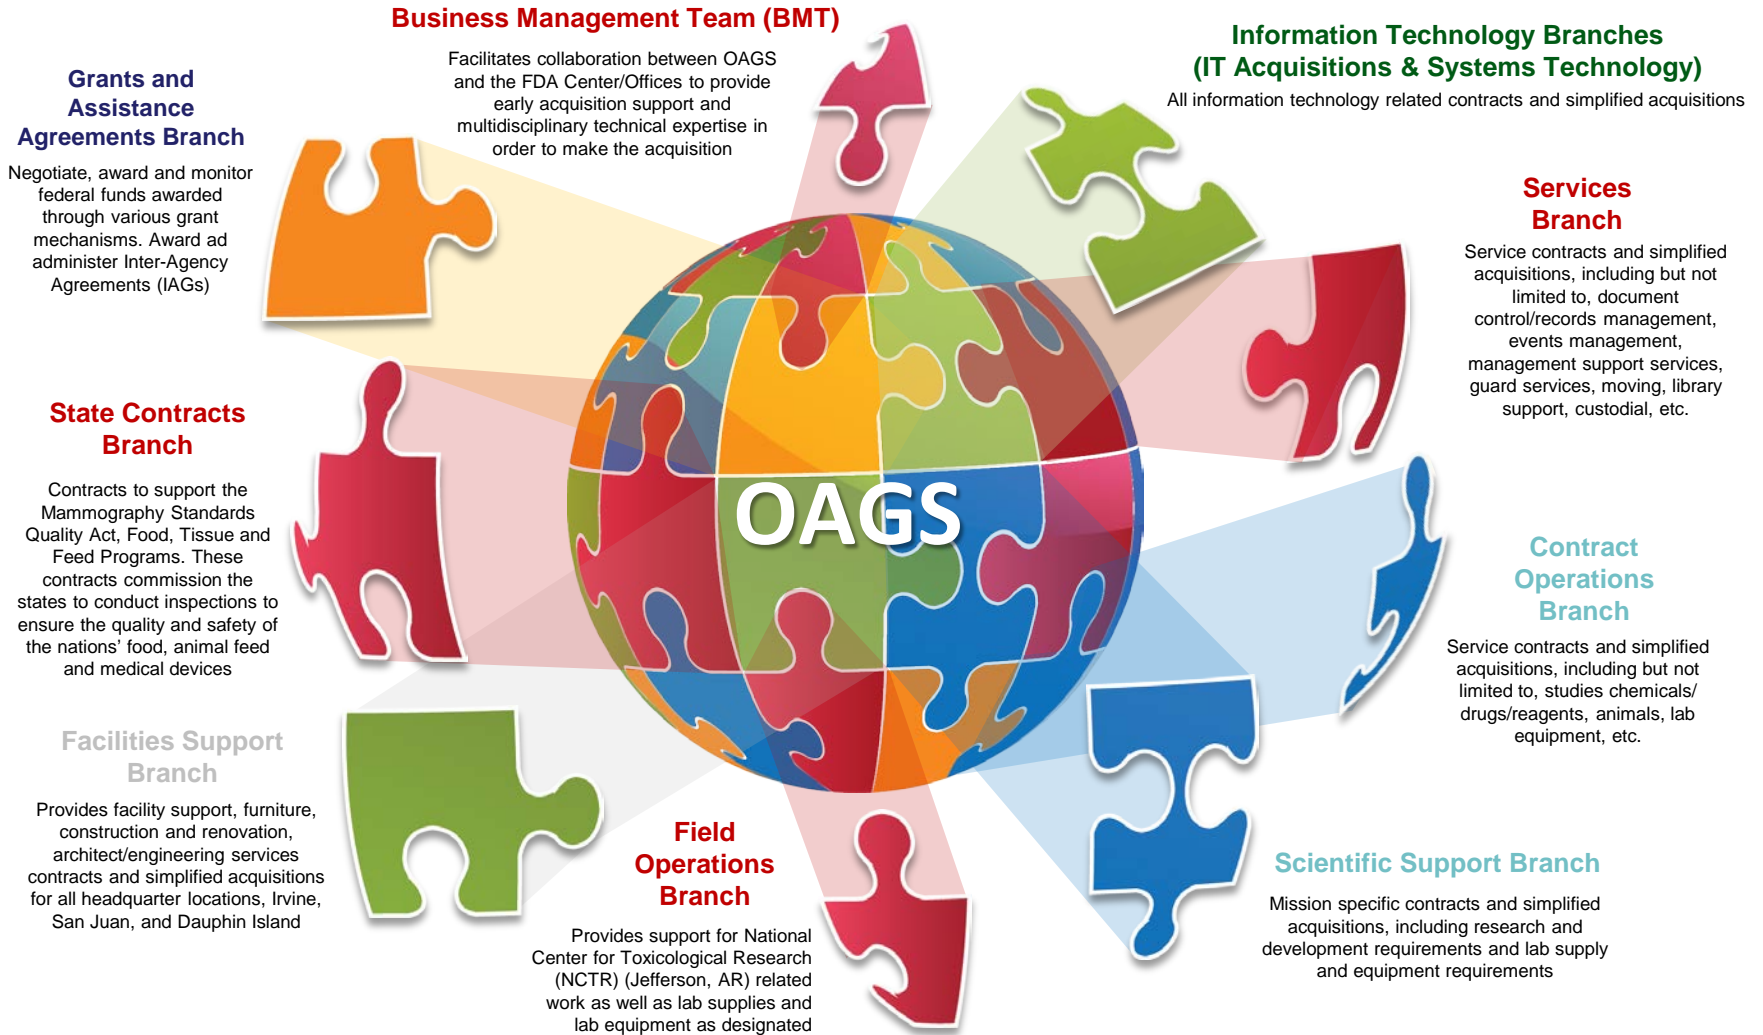 Business Management Team (BMT)
Facilitates collaboration between OAGS
and the FDA Center/Offices to provide
early acquisition support and
multidisciplinary technical expertise in
order to make the acquisition
Information Technology Branches
(IT Acquisitions & Systems Technology)
All information technology related contracts and simplified acquisitions
Grants and
Assistance
Agreements Branch
Negotiate, award and monitor
federal funds awarded
through various grant
mechanisms. Award ad
administer Inter-Agency
Agreements (IAGs)
Services
Branch
Service contracts and simplified
acquisitions, including but not
limited to, document
control/records management,
events management,
management support services,
guard services, moving, library
support, custodial, etc.
State Contracts
Branch
Contracts to support the
Mammography Standards
Quality Act, Food, Tissue and
Feed Programs. These
contracts commission the
states to conduct inspections to
ensure the quality and safety of
the nations’ food, animal feed
and medical devices
OAGS
Contract
Operations
Branch
Service contracts and simplified
acquisitions, including but not
limited to, studies chemicals/
drugs/reagents, animals, lab
equipment, etc.
Facilities Support
Branch
Provides facility support, furniture,
construction and renovation,
architect/engineering services
contracts and simplified acquisitions
for all headquarter locations, Irvine,
San Juan, and Dauphin Island
Field
Operations
Branch
Provides support for National
Center for Toxicological Research
(NCTR) (Jefferson, AR) related
work as well as lab supplies and
lab equipment as designated
Scientific Support Branch
Mission specific contracts and simplified
acquisitions, including research and
development requirements and lab supply
and equipment requirements